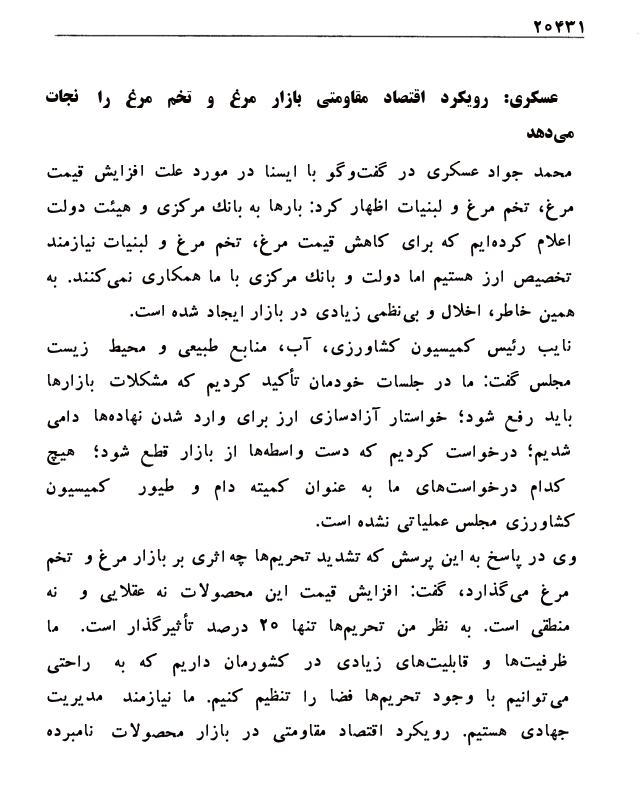 ۲۰۴۳۱
عسکری: رویکرد اقتصاد مقاومتی بازار مرغ و تخم مرغ را نجات
می‌دهد
محمد جواد عسکری در گفت‌وگو با ایسنا در مورد علت افزایش قیمت
مرغ، تخم مرغ و لبنیات اظهار کرد: بارها به بانك مرکزی و هیئت دولت
اعلام کرده‌ایم که برای کاهش قیمت مرغ، تخم مرغ و لبنیات نیازمند
تخصیص ارز هستیم اما دولت و بانك مرکزی با ما همکاری نمی‌کنند. به
همین خاطر، اخلال و بی‌نظمی زیادی در بازار ایجاد شده است.
نایب رئیس کمیسیون کشاورزی، آب، منابع طبیعی و محیط زیست
مجلس گفت: ما در جلسات خودمان تأکید کردیم که مشکلات بازارها
باید رفع شود؛ خواستار آزادسازی ارز برای وارد شدن نهاده‌ها دامی
شدیم؛ درخواست کردیم که دست واسطه‌ها از بازار قطع شود؛ هیچ
کدام درخواست‌های ما به عنوان کمیته دام و طیور کمیسیون
کشاورزی مجلس عملیاتی نشده است.
وی در پاسخ به این پرسش که تشدید تحریم‌ها چه اثری بر بازار مرغ و تخم
مرغ می‌گذارد، گفت: افزایش قیمت این محصولات نه عقلایی و نه
منطقی است. به نظر من تحریم‌ها تنها ۲۵ درصد تأثیرگذار است. ما
ظرفیت‌ها و قابلیت‌های زیادی در کشورمان داریم که به راحتی
می‌توانیم با وجود تحریم‌ها فضا را تنظیم کنیم. ما نیازمند مدیریت
جهادی هستیم. رویکرد اقتصاد مقاومتی در بازار محصولات نامبرده